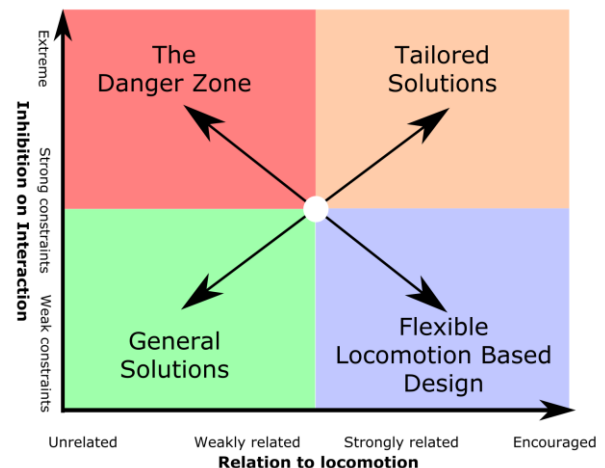 The
Danger Zone
Tailored
Solutions
General
Solutions
Flexible
Locomotion Based
Design
Inhibition on Interaction
Extreme
Strong constraints
Weak constraints
Unrelated
Weakly related
Strongly related
Encouraged
Relation to locomotion